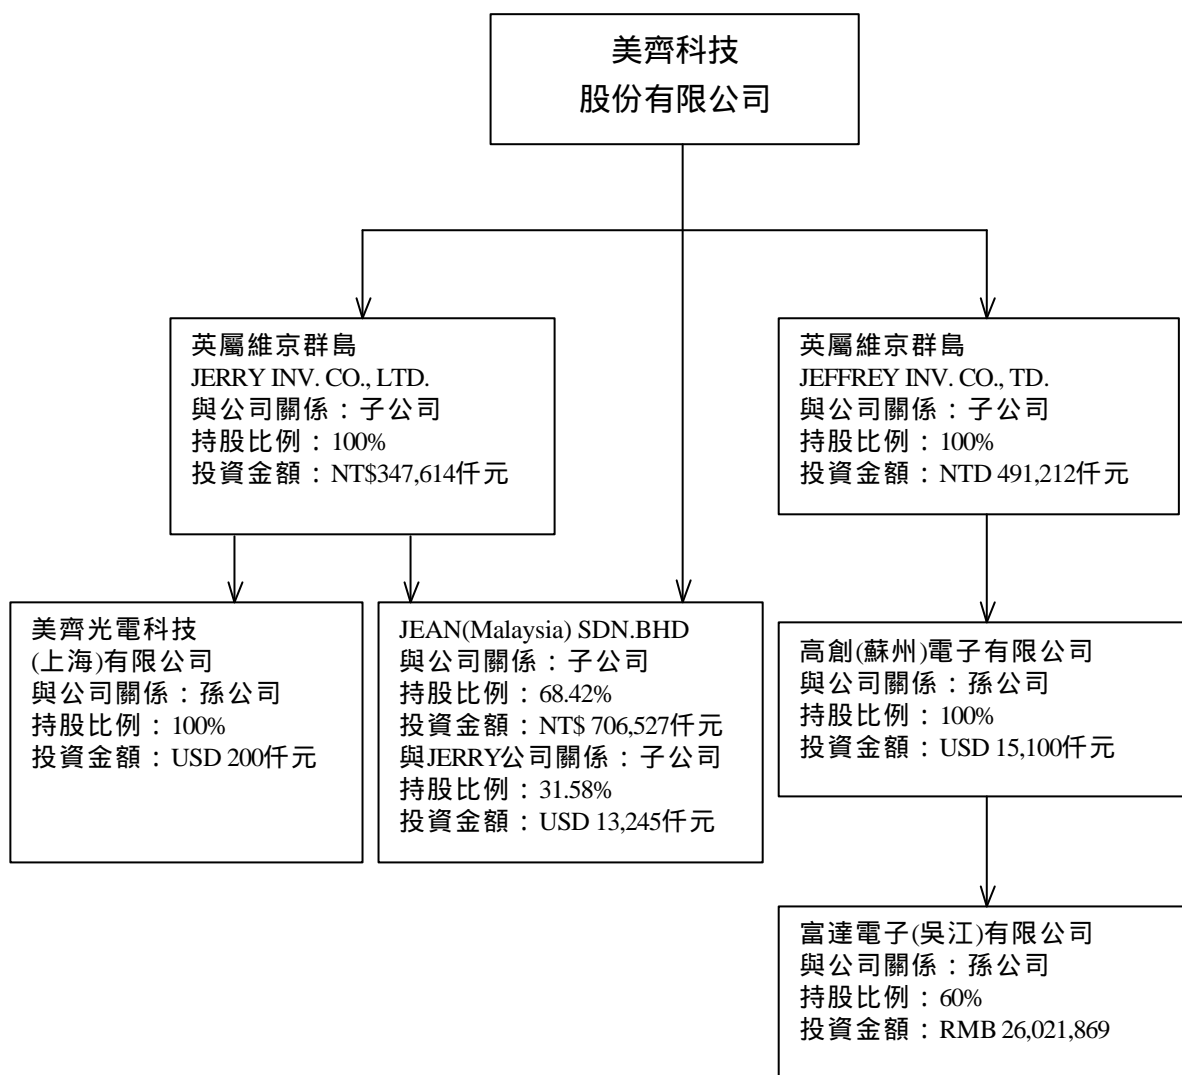 美齊科技
股份有限公司
英屬維京群島
JERRY INV. CO., LTD.
與公司關係：子公司
持股比例：100%
投資金額：NT$347,614仟元
英屬維京群島
JEFFREY INV. CO., TD.
與公司關係：子公司
持股比例：100%
投資金額：NTD 491,212仟元
美齊光電科技
(上海)有限公司
與公司關係：孫公司
持股比例：100%
投資金額：USD 200仟元
JEAN(Malaysia) SDN.BHD
與公司關係：子公司
持股比例：68.42%
投資金額：NT$ 706,527仟元
與JERRY公司關係：子公司
持股比例：31.58%
投資金額：USD 13,245仟元
高創(蘇州)電子有限公司
與公司關係：孫公司
持股比例：100%
投資金額：USD 15,100仟元
富達電子(吳江)有限公司
與公司關係：孫公司
持股比例：60%
投資金額：RMB 26,021,869